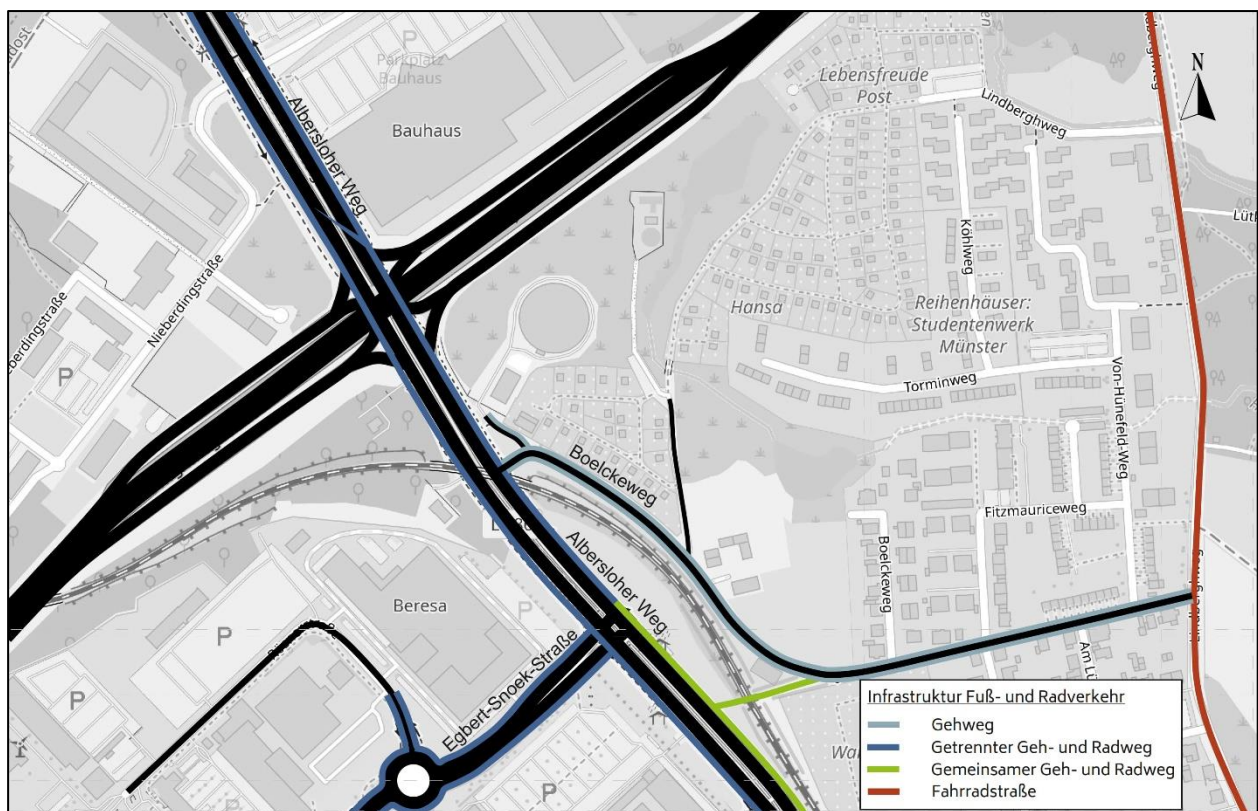 P
Parkplatz
Bauhaus
Bauhaus
Albersloher Weg
Lebensfreude
Post
Lindberghweg
N
Nieberdingstraße
P
Hansa
Köhlweg
Reihenhäuser:
Studentenwerk
Münster
Torminweg
Von-Hünefeld-Weg
Boelckeweg
Fitzmauriceweg
Boelckeweg
Albersloher Weg
Beresa
P
P
P
Egbert-Snoek-Straße
P
P
Infrastruktur Fuß- und Radverkehr
Gehweg
Getrennter Geh- und Radweg
Gemeinsamer Geh- und Radweg
Fahrradstraße